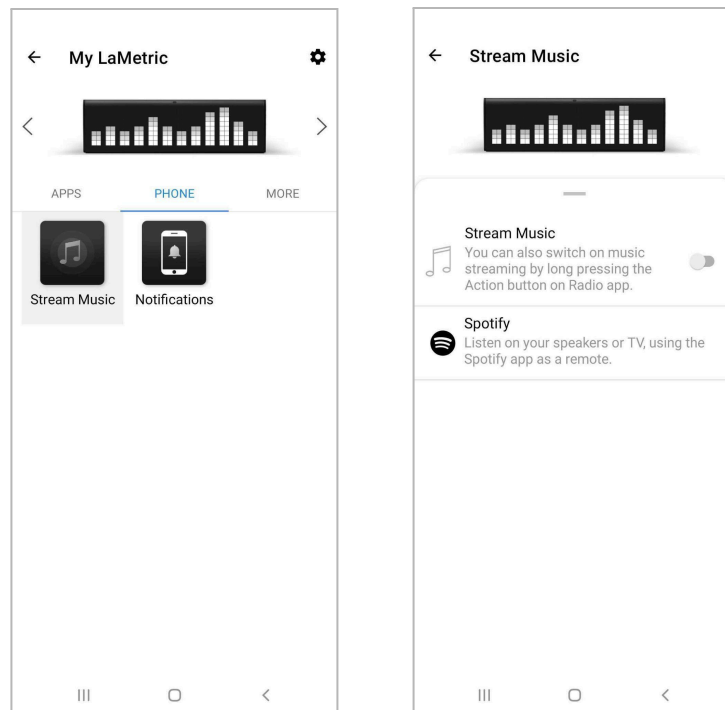 My LaMetric
APPS PHONE MORE
Stream Music Notifications
Stream Music
Stream Music
You can also switch on music
streaming by long pressing the
Action button on Radio app.
Spotify
Listen on your speakers or TV, using the
Spotify app as a remote.